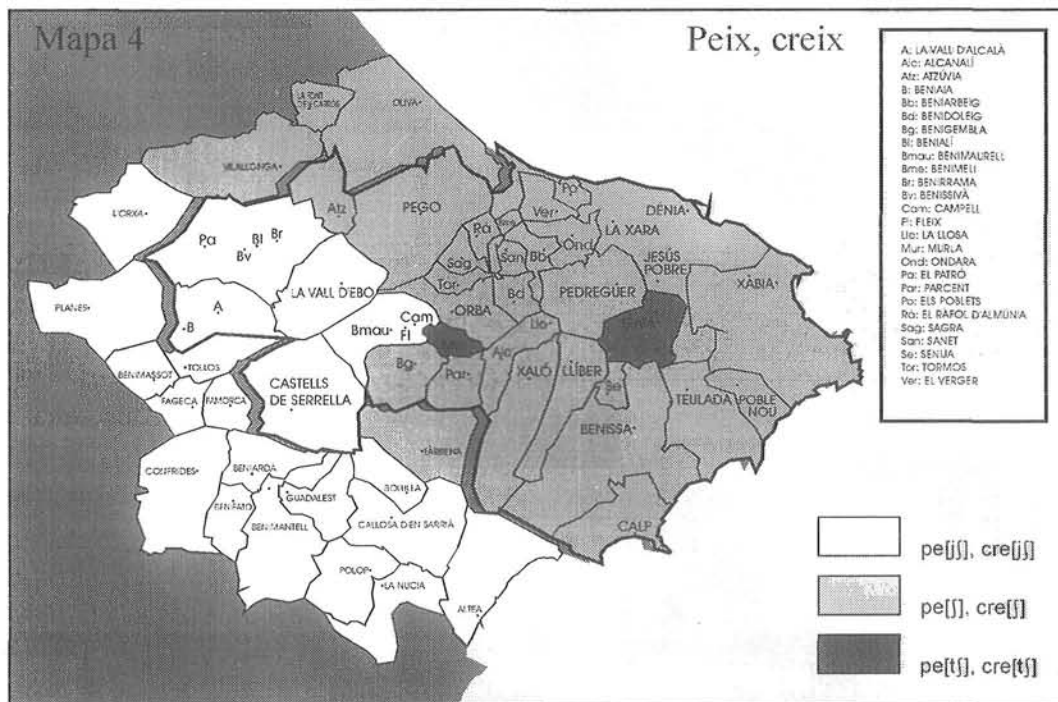 Mapa 4
Peix, creix
A: LA VALL D'ALCALÀ
Alc: ALCANALÍ
Atz: ATZÚVIA
B: BENIAIA
Bb: BENIARBEIG
Bd: BENIDOLEIG
Bg: BENIGEMBLA
Bl: BENIALÍ
Bmau: BENIMAURELL
Bme: BENIMELI
Br: BENIRRAMA
Bv: BENISSIVÀ
Cam: CAMPELL
Fl: FLEIX
Llo: LA LLOSA
Mur: MURLA
Ond: ONDARA
Pa: EL PATRÓ
Par: PARCENT
Po: ELS POBLETS
Rà: EL RÀFOL D'ALMÚNIA
Sag: SAGRA
San: SANET
Se: SENIJA
Tor: TORMOS
Ver: EL VERGER
OLIVA
VILALLONGA
L'ORXA
Atz
PEGO
Po
Ver
DÉNIA
Pa
Bl
Br
Bv
Rà
Ond
LA XARA
Sag
San
Bb
JESÚS
POBRE
XÀBIA
LA VALL D'EBO
Tor
Bd
PEDREGUER
PLANES
A
B
ORBA
Cam
Bmau
Fl
Llo
BENIMASSOT
TOLLOS
Bg
Par
Alc
XALÓ
LLÍBER
Se
TEULADA
POBLE
NOU
FAGECA
FAMORCA
CASTELLS
DE SERRELLA
BENISSA
TÀRBENA
CONFRIDES
BENIARDÀ
GUADALEST
BOLULLA
BENIFATO
BENIMANTELL
CALLOSA D'EN SARRIÀ
CALP
POLOP
LA NUCIA
ALTEA
pe[jʃ], cre[jʃ]
pe[ʃ], cre[ʃ]
pe[tʃ], cre[tʃ]